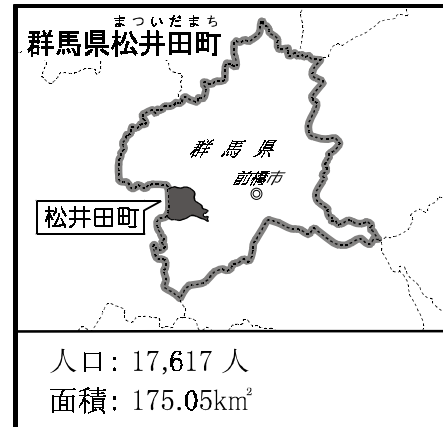 まついだまち
群馬県松井田町
群馬県
前橋市
松井田町
人口: 17,617 人
面積: 175.05km²